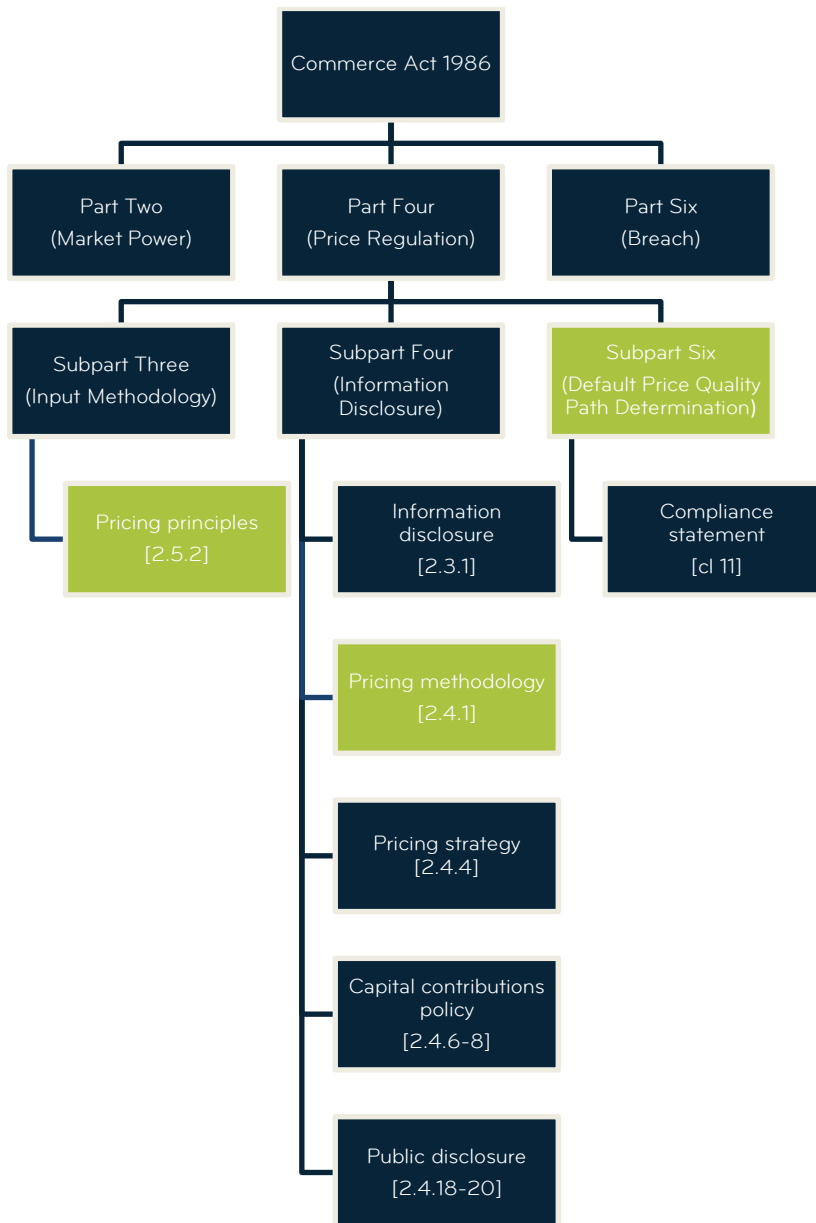 Commerce Act 1986
Part Two
(Market Power)
Part Four
(Price Regulation)
Part Six
(Breach)
Subpart Three
(Input Methodology)
Subpart Four
(Information
Disclosure)
Subpart Six
(Default Price Quality
Path Determination)
Pricing principles
[2.5.2]
Information
disclosure
[2.3.1]
Compliance
statement
[cl 11]
Pricing methodology
[2.4.1]
Pricing strategy
[2.4.4]
Capital contributions
policy
[2.4.6-8]
Public disclosure
[2.4.18-20]